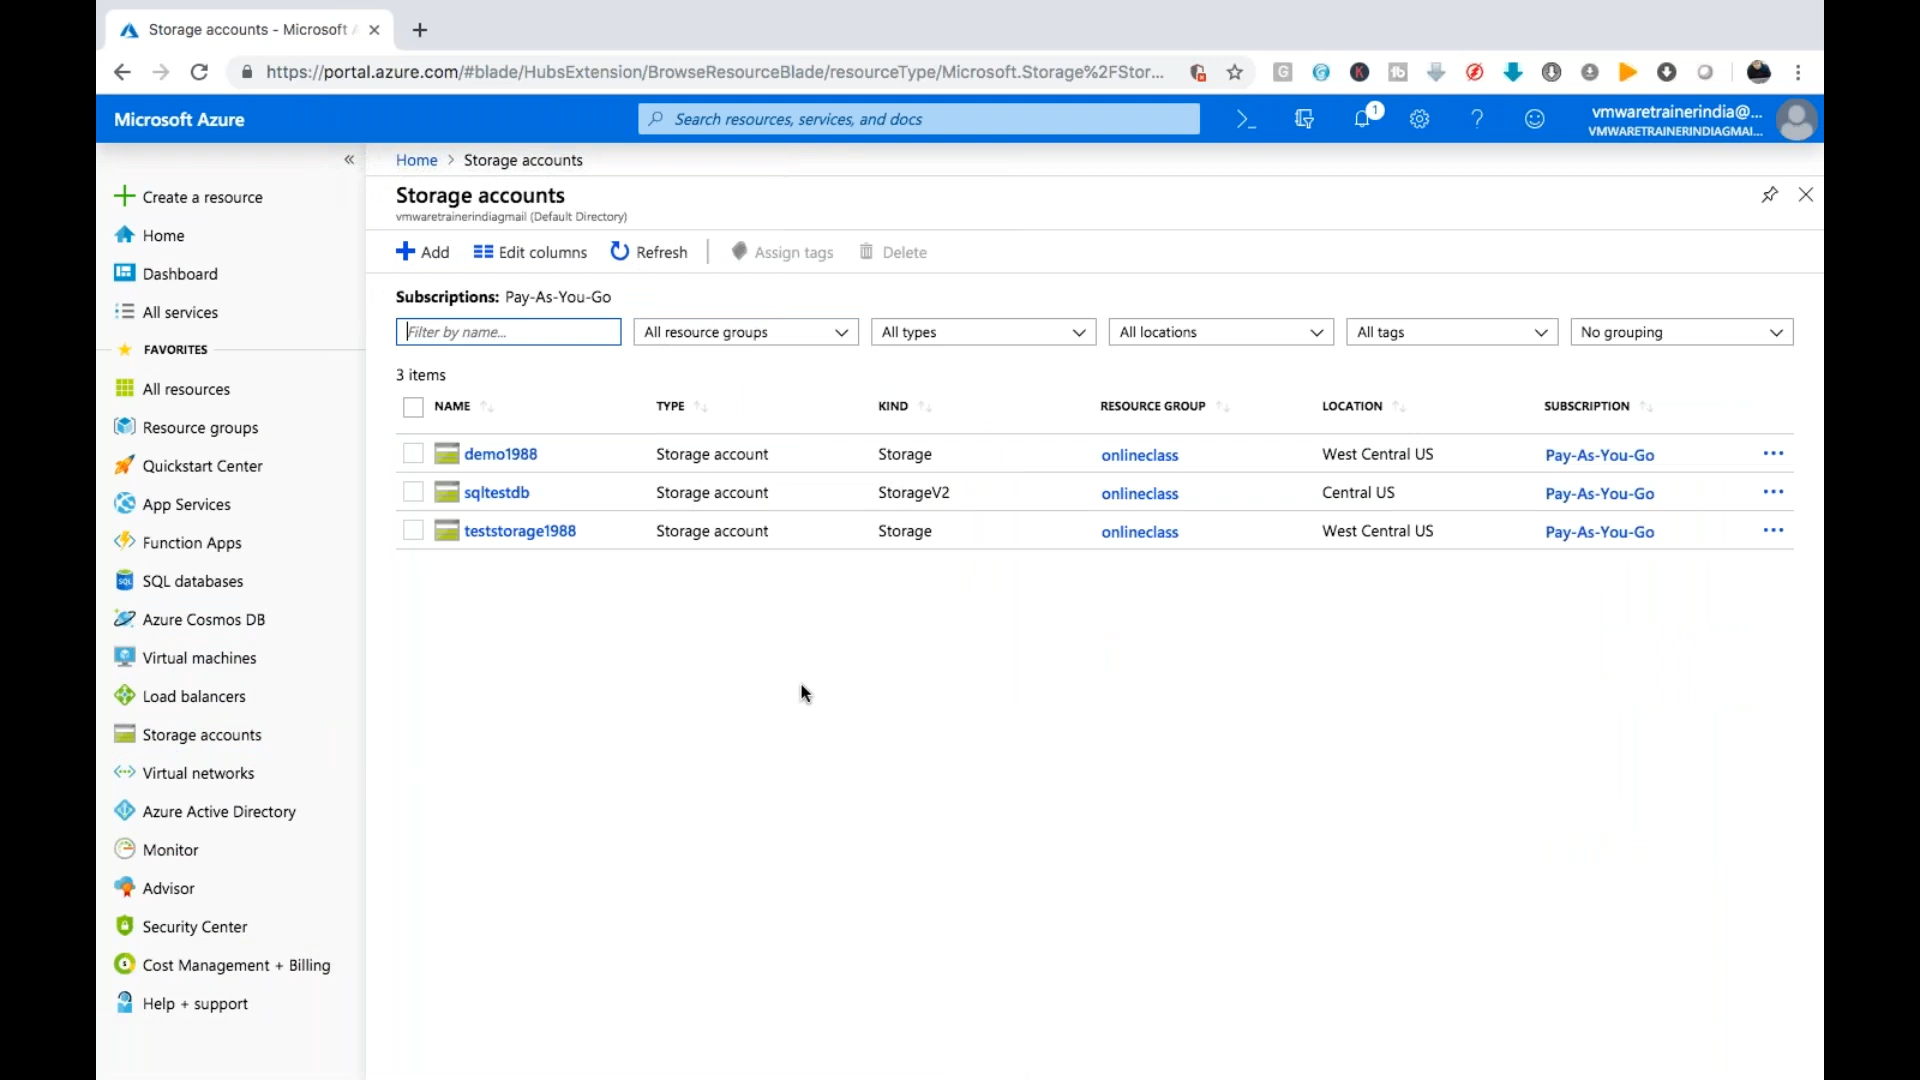 Storage accounts - Microsoft A
https://portal.azure.com/#blade/HubsExtension/BrowseResourceBlade/resourceType/Microsoft.Storage%2FStor...
Microsoft Azure
Search resources, services, and docs
1
vmwaretrainerindia@...
VMWARETRAINERINDIAGMAI...
Create a resource
Home
Dashboard
All services
FAVORITES
All resources
Resource groups
Quickstart Center
App Services
Function Apps
SQL databases
Azure Cosmos DB
Virtual machines
Load balancers
Storage accounts
Virtual networks
Azure Active Directory
Monitor
Advisor
Security Center
Cost Management + Billing
Help + support
Home > Storage accounts
Storage accounts
vmwaretrainerindiagmail (Default Directory)
Add Edit columns Refresh Assign tags Delete
Subscriptions: Pay-As-You-Go
Filter by name... All resource groups All types All locations All tags No grouping
3 items
NAME TYPE KIND RESOURCE GROUP LOCATION SUBSCRIPTION
demo1988 Storage account Storage onlineclass West Central US Pay-As-You-Go ...
sqltestdb Storage account StorageV2 onlineclass Central US Pay-As-You-Go ...
teststorage1988 Storage account Storage onlineclass West Central US Pay-As-You-Go ...